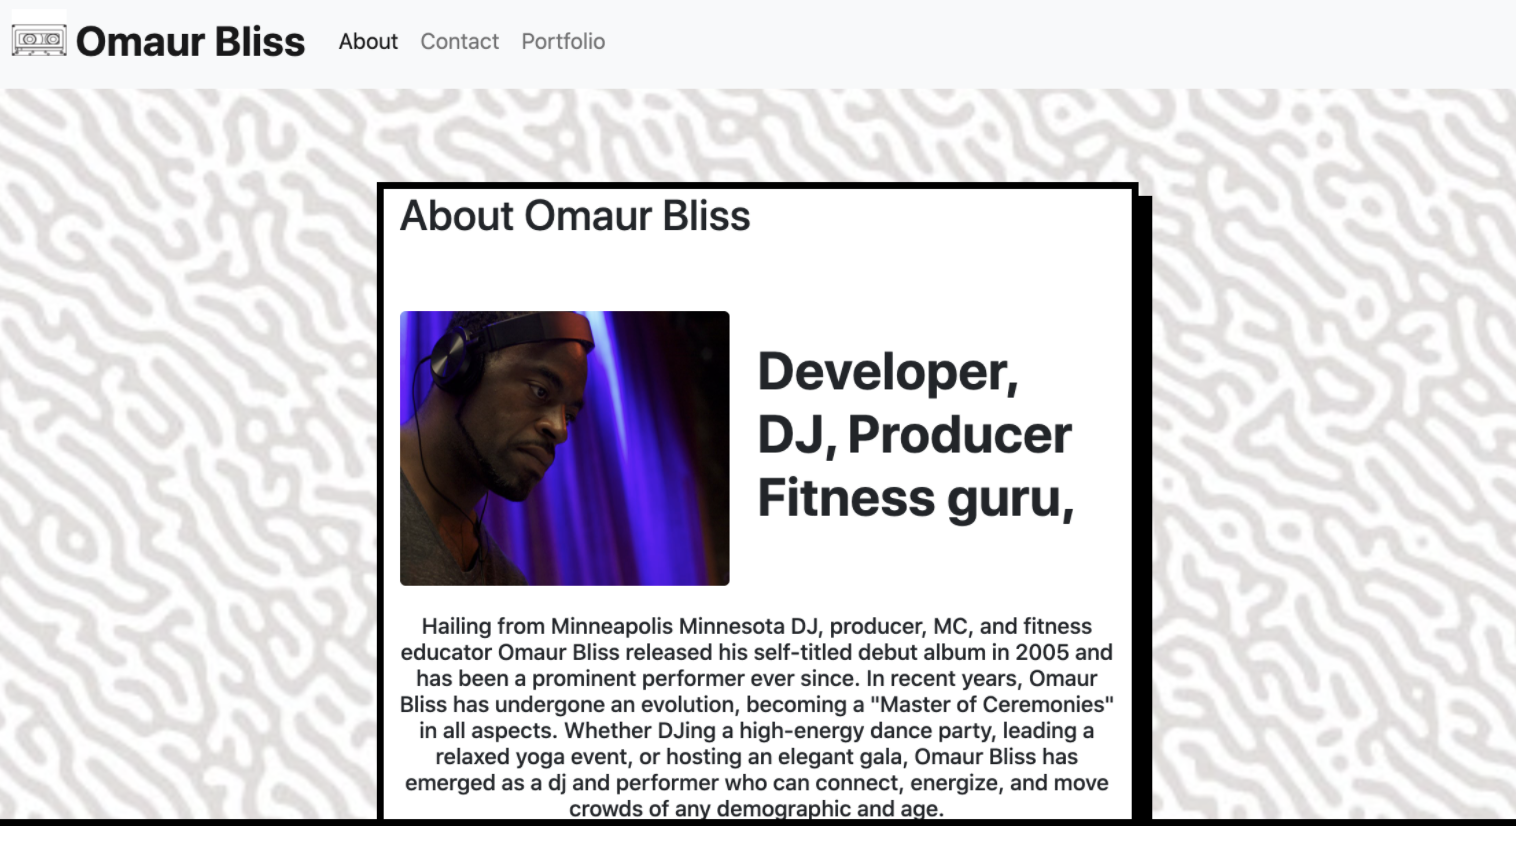 Omaur Bliss About Contact Portfolio
About Omaur Bliss
Developer,
DJ, Producer
Fitness guru,
Hailing from Minneapolis Minnesota DJ, producer, MC, and fitness
educator Omaur Bliss released his self-titled debut album in 2005 and
has been a prominent performer ever since. In recent years, Omaur
Bliss has undergone an evolution, becoming a "Master of Ceremonies"
in all aspects. Whether DJing a high-energy dance party, leading a
relaxed yoga event, or hosting an elegant gala, Omaur Bliss has
emerged as a dj and performer who can connect, energize, and move
crowds of any demographic and age.